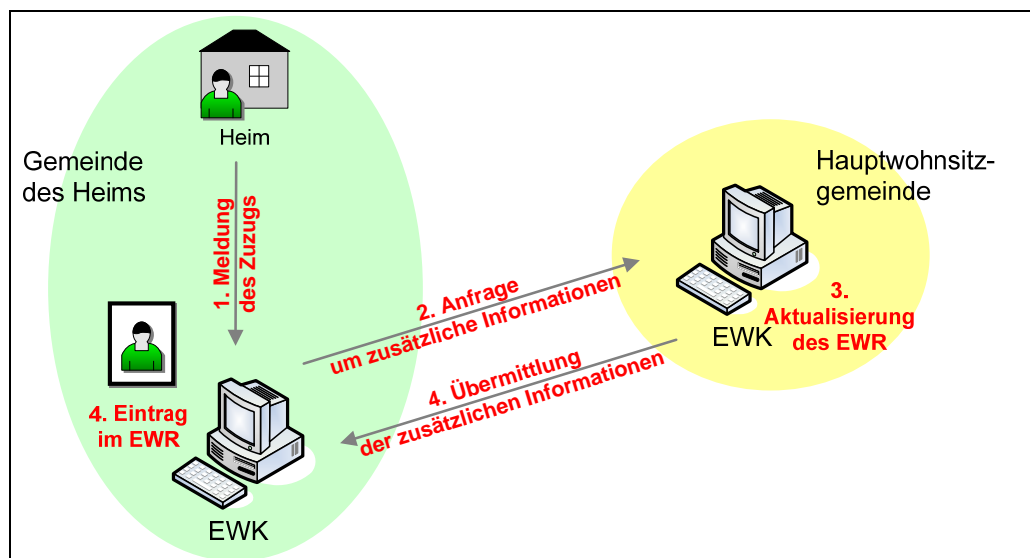 Heim
Gemeinde
des Heims
Hauptwohnsitz-
gemeinde
1. Meldung
des Zuzugs
2. Anfrage
um zusätzliche Informationen
3.
Aktualisierung
des EWR
EWK
4. Übermittlung
der zusätzlichen Informationen
4. Eintrag
im EWR
EWK